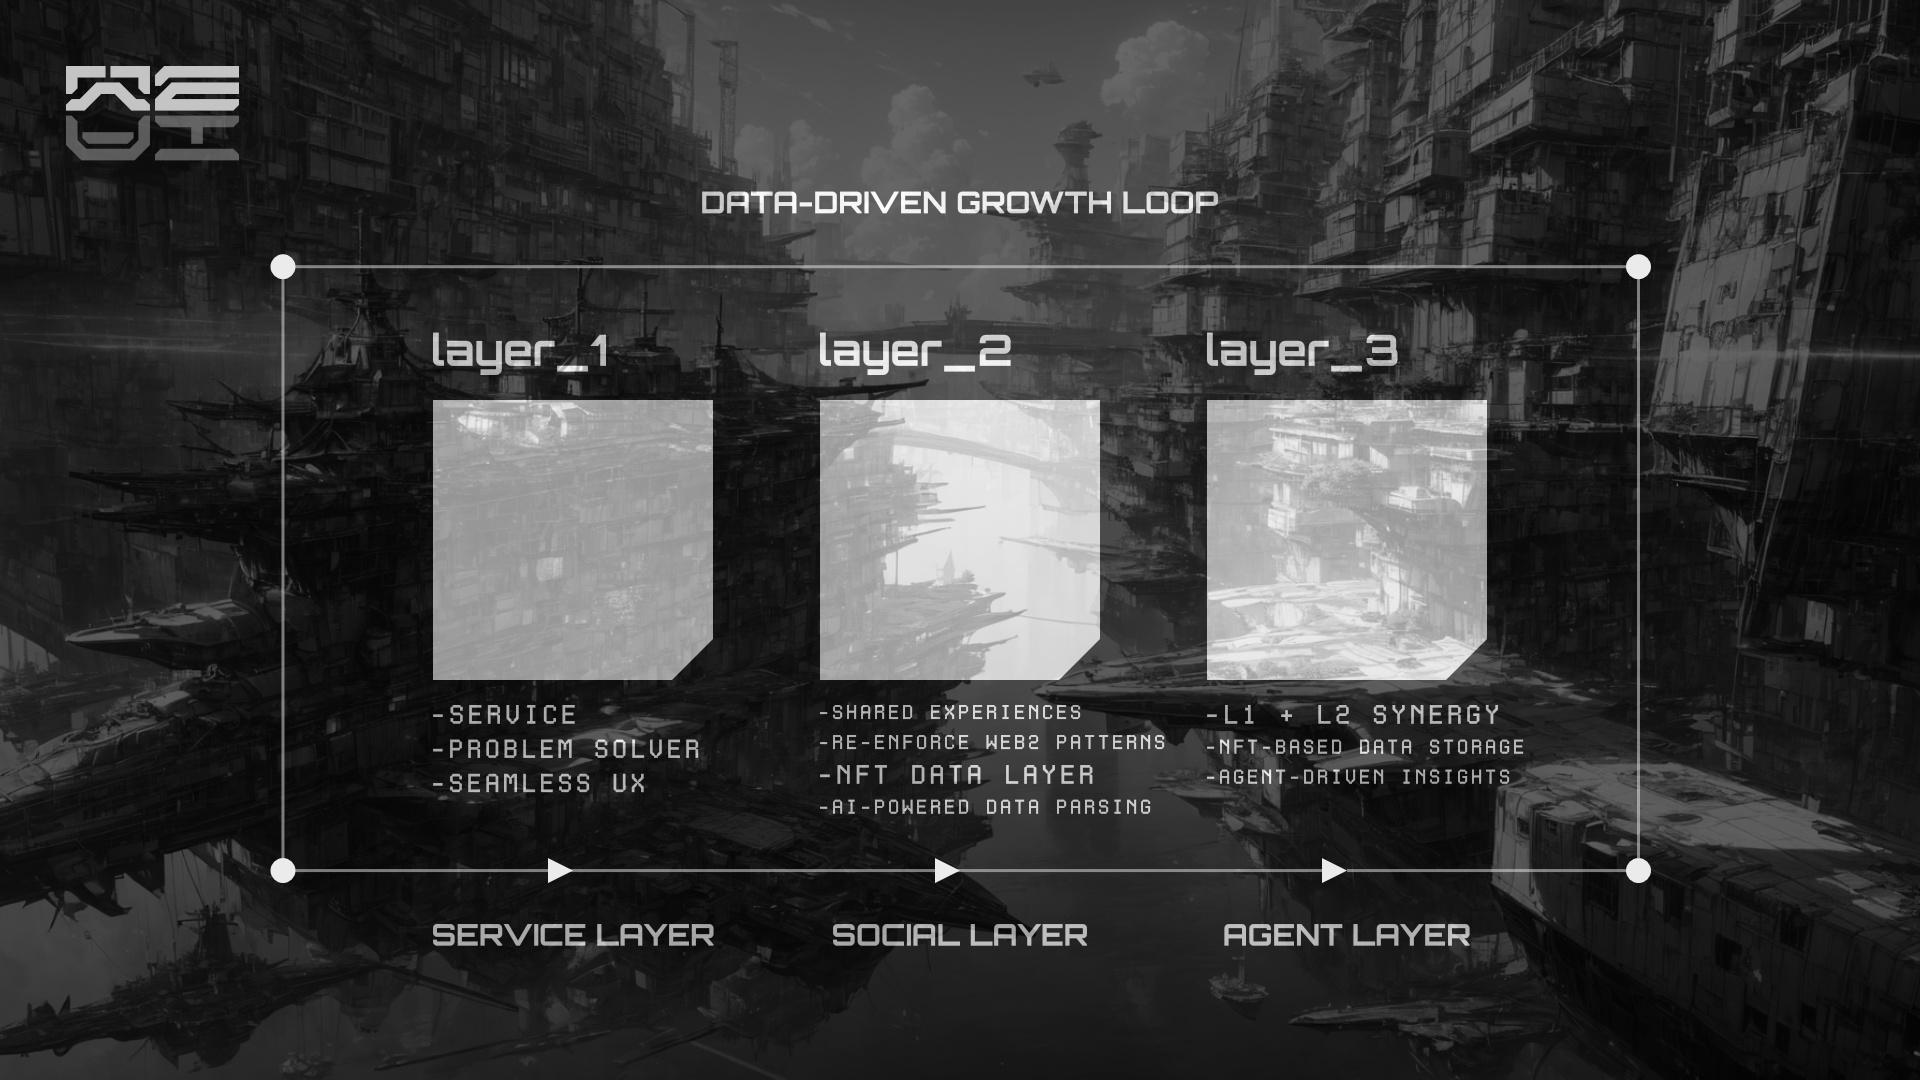 DATA-DRIVEN GROWTH LOOP
layer_1
layer_2
layer_3
-SERVICE
-PROBLEM SOLVER
-SEAMLESS UX
-SHARED EXPERIENCES
-RE-ENFORCE WEB2 PATTERNS
-NFT DATA LAYER
-AI-POWERED DATA PARSING
-L1 + L2 SYNERGY
-NFT-BASED DATA STORAGE
-AGENT-DRIVEN INSIGHTS
SERVICE LAYER
SOCIAL LAYER
AGENT LAYER